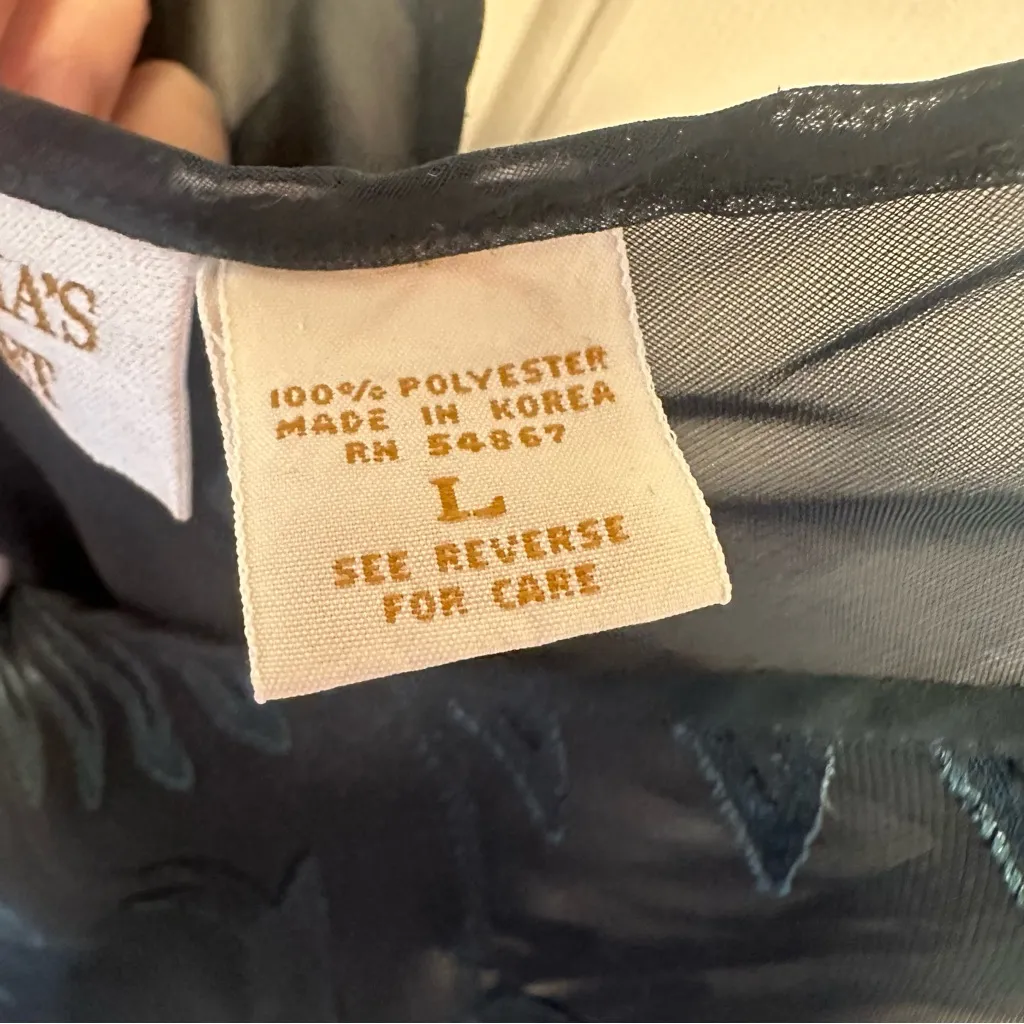 A'S
100% POLYESTER
MADE IN KOREA
RN 54867
L
SEE REVERSE
FOR CARE